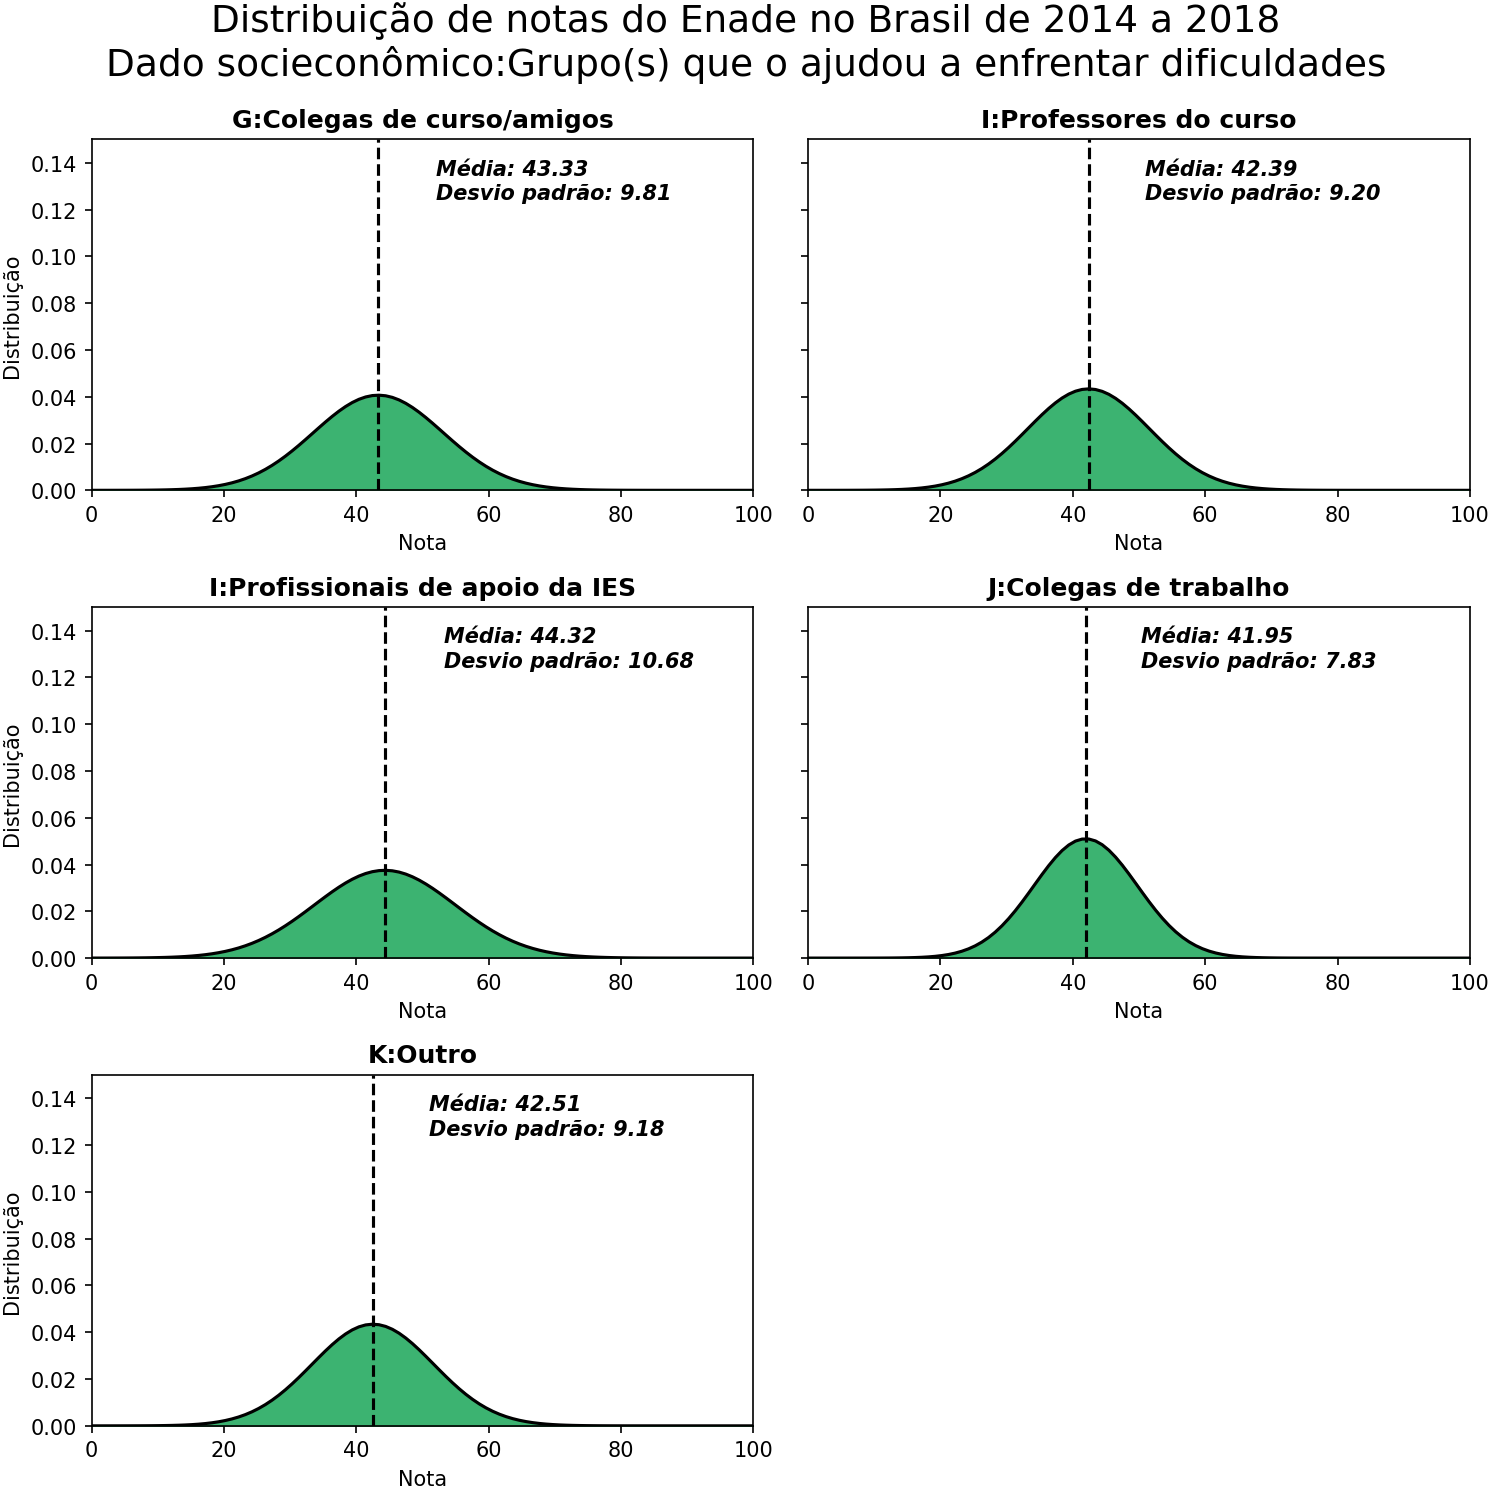 Distribuição de notas do Enade no Brasil de 2014 a 2018
Dado socieconômico:Grupo(s) que o ajudou a enfrentar dificuldades
G:Colegas de curso/amigos
Média: 43.33
Desvio padrão: 9.81
Distribuição
0.14
0.12
0.10
0.08
0.06
0.04
0.02
0.00
0 20 40 60 80 100
Nota
I:Professores do curso
Média: 42.39
Desvio padrão: 9.20
0 20 40 60 80 100
Nota
I:Profissionais de apoio da IES
Média: 44.32
Desvio padrão: 10.68
Distribuição
0.14
0.12
0.10
0.08
0.06
0.04
0.02
0.00
0 20 40 60 80 100
Nota
J:Colegas de trabalho
Média: 41.95
Desvio padrão: 7.83
0 20 40 60 80 100
Nota
K:Outro
Média: 42.51
Desvio padrão: 9.18
Distribuição
0.14
0.12
0.10
0.08
0.06
0.04
0.02
0.00
0 20 40 60 80 100
Nota